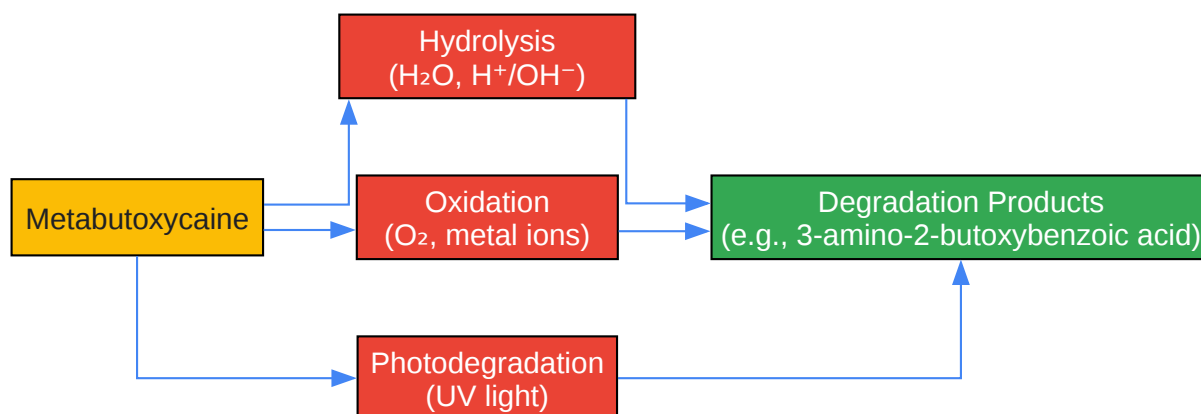 Hydrolysis
(H₂O, H⁺/OH⁻)
Metabutoxycaine
Oxidation
(O₂, metal ions)
Degradation Products
(e.g., 3-amino-2-butoxybenzoic acid)
Photodegradation
(UV light)